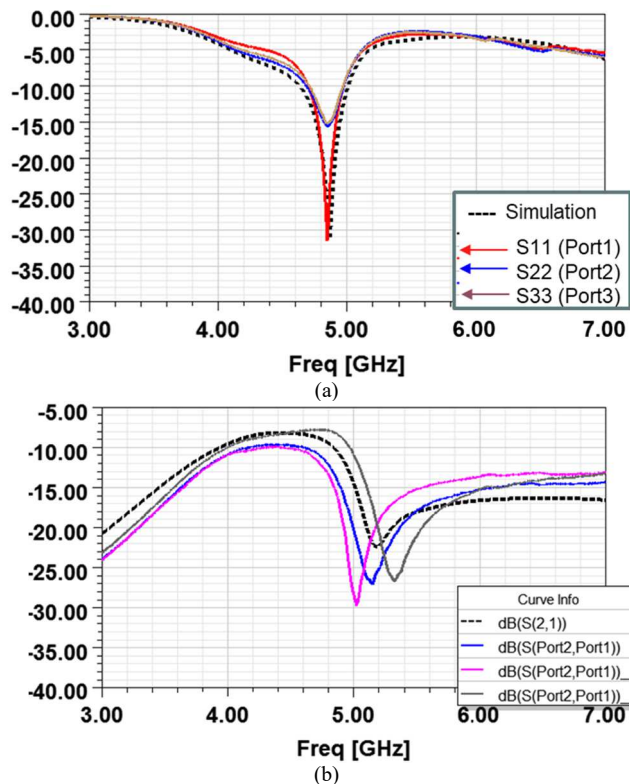 0.00
-5.00
-10.00
-15.00
-20.00
-25.00
-30.00
-35.00
-40.00
Simulation
S11 (Port1)
S22 (Port2)
S33 (Port3)
3.00 4.00 5.00 6.00 7.00
Freq [GHz]
(a)
-5.00
-10.00
-15.00
-20.00
-25.00
-30.00
-35.00
-40.00
Curve Info
dB(S(2,1))
dB(S(Port2,Port1))
dB(S(Port2,Port1))_
dB(S(Port2,Port1))_
3.00 4.00 5.00 6.00 7.00
Freq [GHz]
(b)